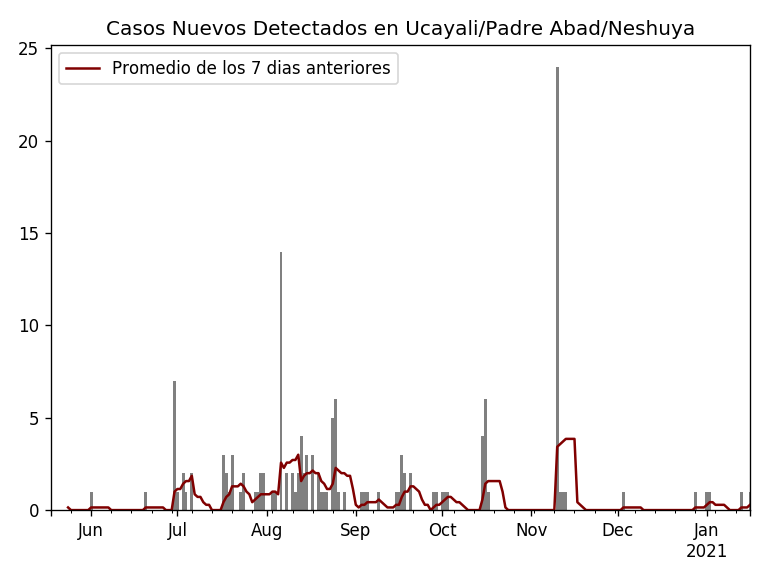 Casos Nuevos Detectados en Ucayali/Padre Abad/Neshuya
Promedio de los 7 dias anteriores
25
20
15
10
5
0
Jun Jul Aug Sep Oct Nov Dec Jan
2021